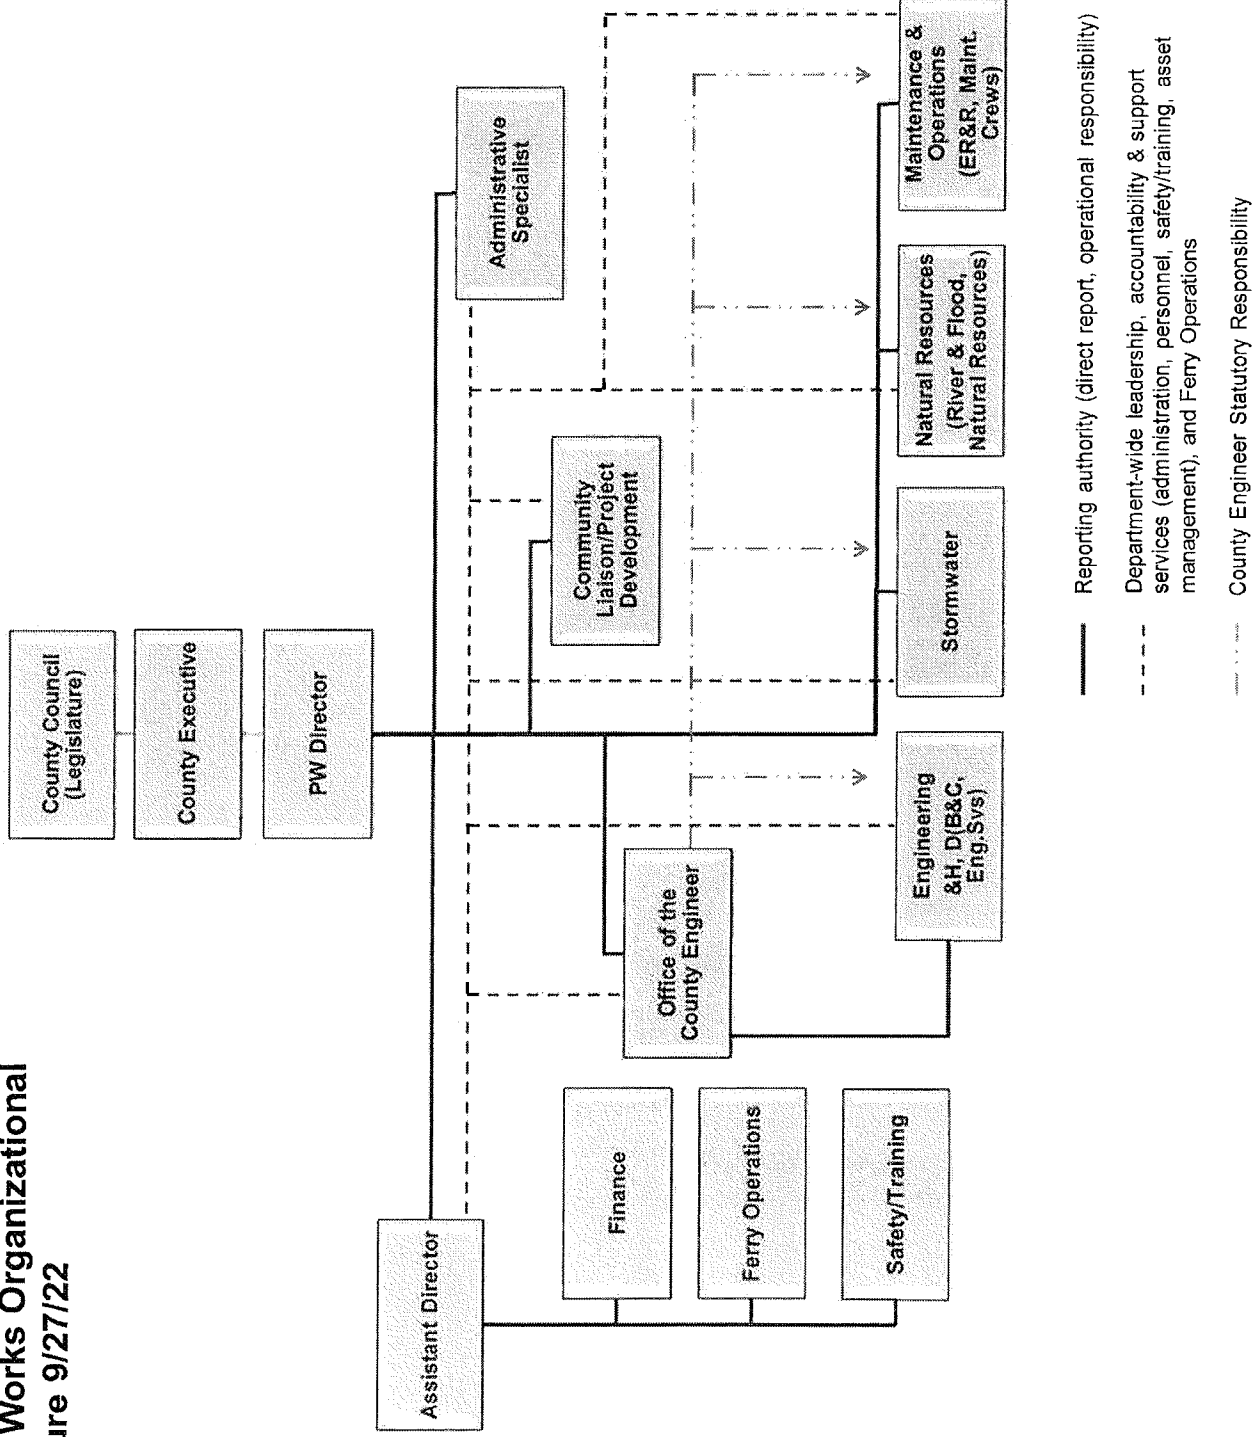 Works Organizational
ure 9/27/22
County Council
(Legislature)
County Executive
PW Director
Assistant Director
Administrative
Specialist
Community
Liaison/Project
Development
Office of the
County Engineer
Finance
Ferry Operations
Safety/Training
Engineering
&H, D(B&C,
Eng.Svs)
Stormwater
Natural Resources
(River & Flood,
Natural Resources)
Maintenance &
Operations
(ER&R, Maint.
Crews)
Reporting authority (direct report, operational responsibility)
Department-wide leadership, accountability & support
services (administration, personnel, safety/training, asset
management), and Ferry Operations
County Engineer Statutory Responsibility